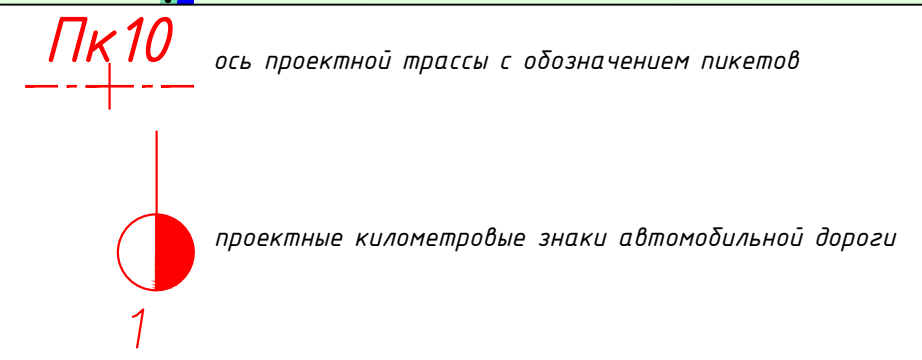 Пк10
ось проектной трассы с обозначением пикетов
проектные километровые знаки автомобильной дороги
1